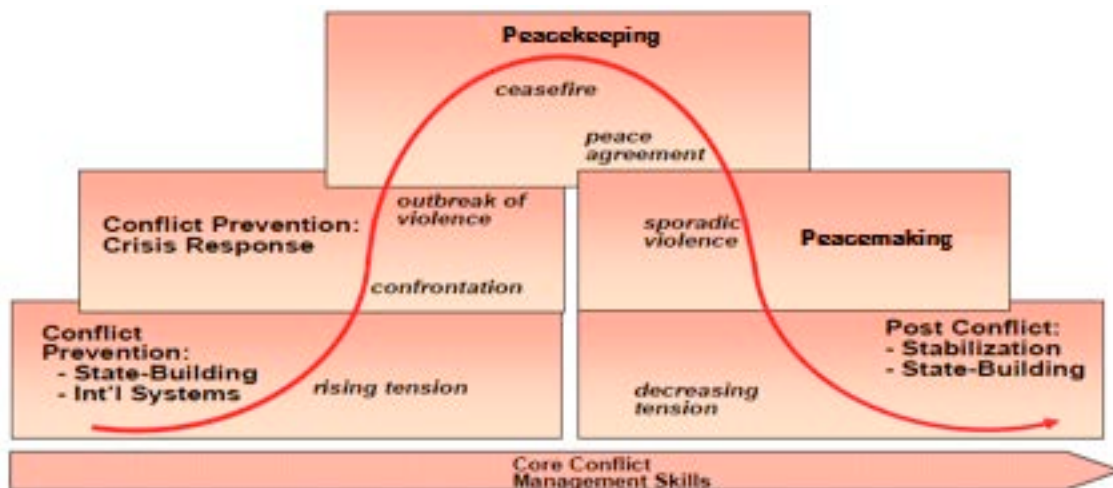 Peacekeeping
ceasefire
peace
agreement
outbreak of
violence
Conflict Prevention:
Crisis Response
confrontation
sporadic
violence
Peacemaking
Conflict
Prevention:
- State-Building
- Int'l Systems
rising tension
decreasing
tension
Post Conflict:
- Stabilization
- State-Building
Core Conflict
Management Skills